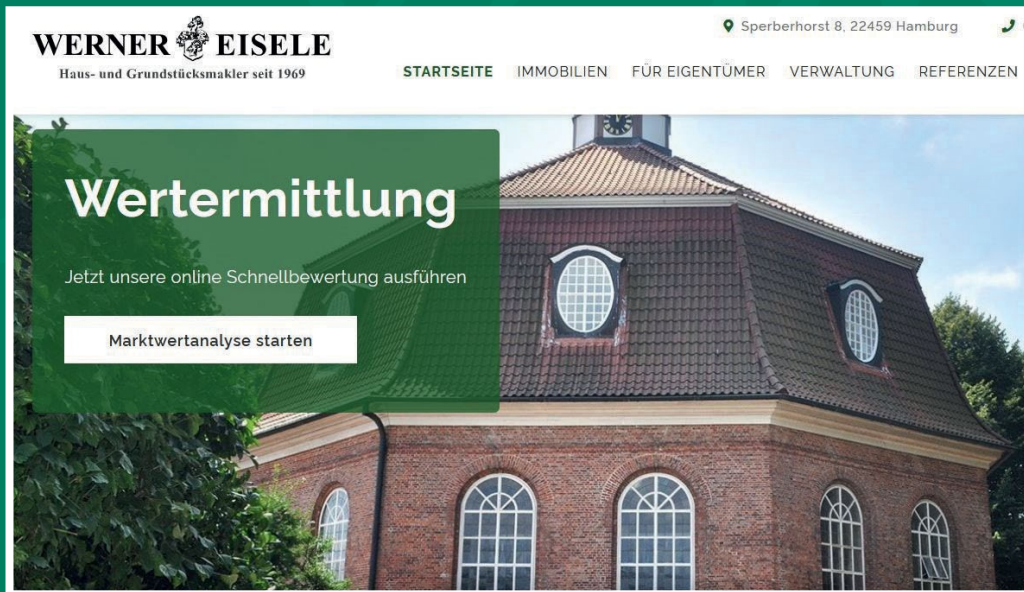 WERNER EISELE
Haus- und Grundstücksmakler seit 1969
Sperberhorst 8, 22459 Hamburg
STARTSEITE IMMOBILIEN FÜR EIGENTÜMER VERWALTUNG REFERENZEN
Wertermittlung
Jetzt unsere online Schnellbewertung ausführen
Marktwertanalyse starten